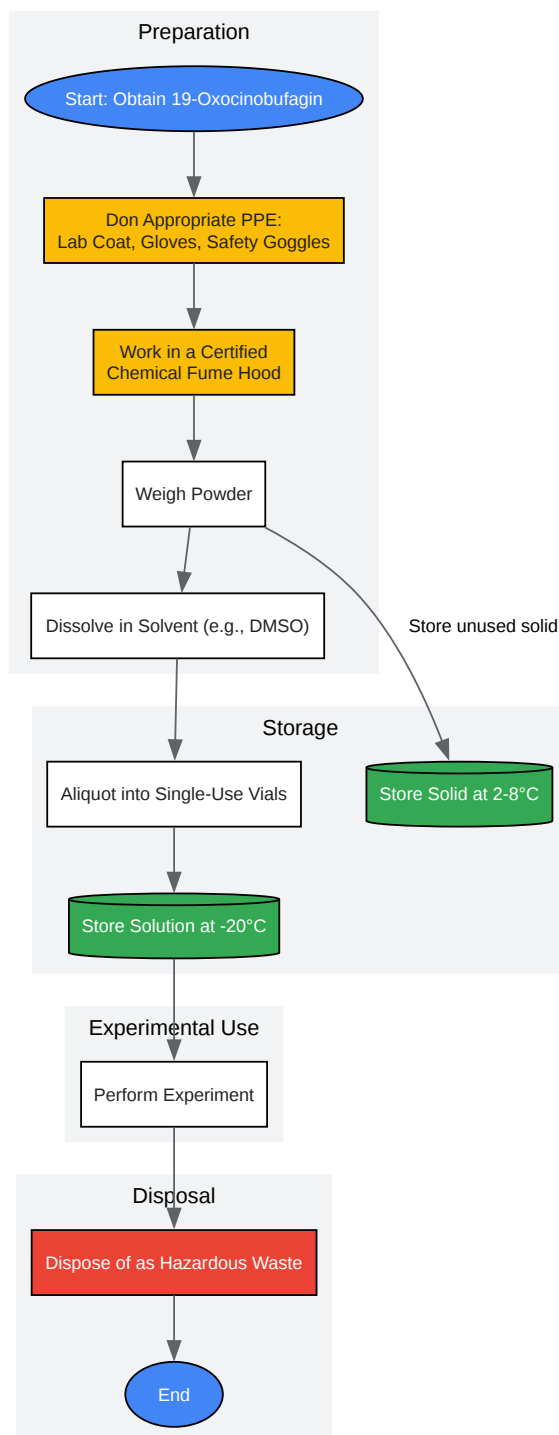 Preparation
Start: Obtain 19-Oxocinobufagin
Don Appropriate PPE:
Lab Coat, Gloves, Safety Goggles
Work in a Certified
Chemical Fume Hood
Weigh Powder
Dissolve in Solvent (e.g., DMSO)
Store unused solid
Storage
Aliquot into Single-Use Vials
Store Solid at 2-8°C
Store Solution at -20°C
Experimental Use
Perform Experiment
Disposal
Dispose of as Hazardous Waste
End